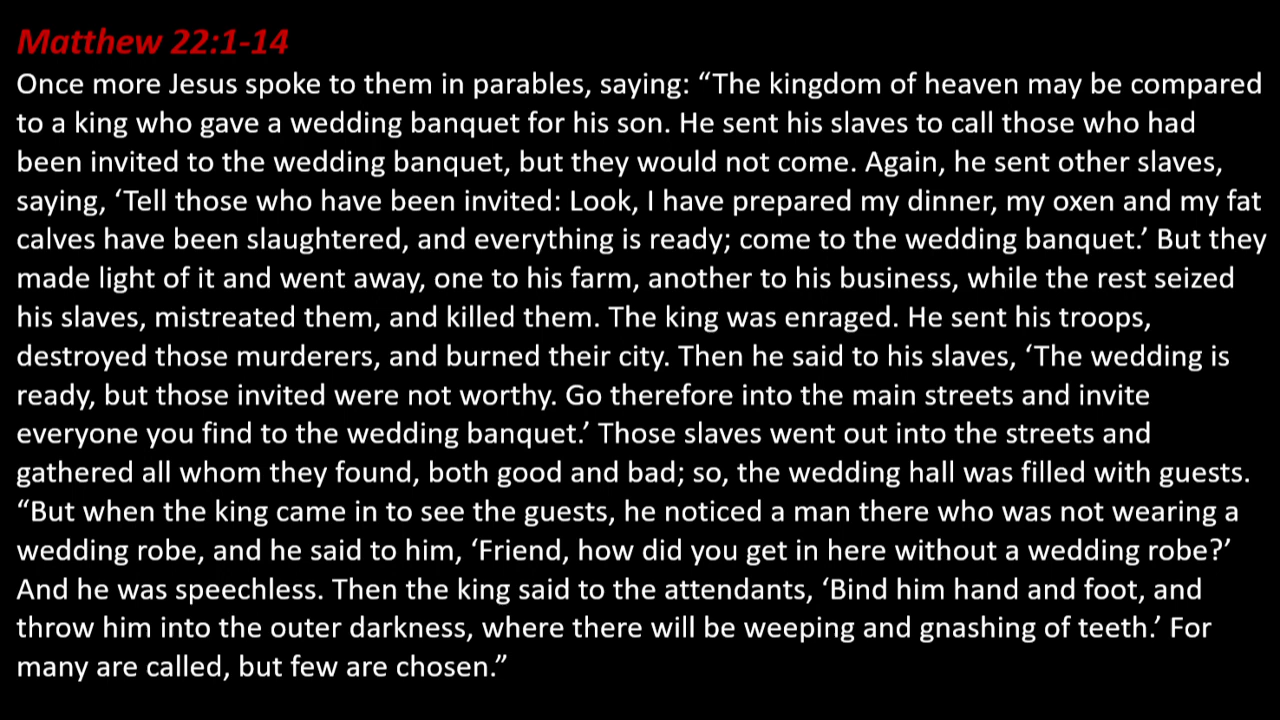 Matthew 22:1-14
Once more Jesus spoke to them in parables, saying: “The kingdom of heaven may be compared
to a king who gave a wedding banquet for his son. He sent his slaves to call those who had
been invited to the wedding banquet, but they would not come. Again, he sent other slaves,
saying, ‘Tell those who have been invited: Look, I have prepared my dinner, my oxen and my fat
calves have been slaughtered, and everything is ready; come to the wedding banquet.’ But they
made light of it and went away, one to his farm, another to his business, while the rest seized
his slaves, mistreated them, and killed them. The king was enraged. He sent his troops,
destroyed those murderers, and burned their city. Then he said to his slaves, ‘The wedding is
ready, but those invited were not worthy. Go therefore into the main streets and invite
everyone you find to the wedding banquet.’ Those slaves went out into the streets and
gathered all whom they found, both good and bad; so, the wedding hall was filled with guests.
“But when the king came in to see the guests, he noticed a man there who was not wearing a
wedding robe, and he said to him, ‘Friend, how did you get in here without a wedding robe?’
And he was speechless. Then the king said to the attendants, ‘Bind him hand and foot, and
throw him into the outer darkness, where there will be weeping and gnashing of teeth.’ For
many are called, but few are chosen.”